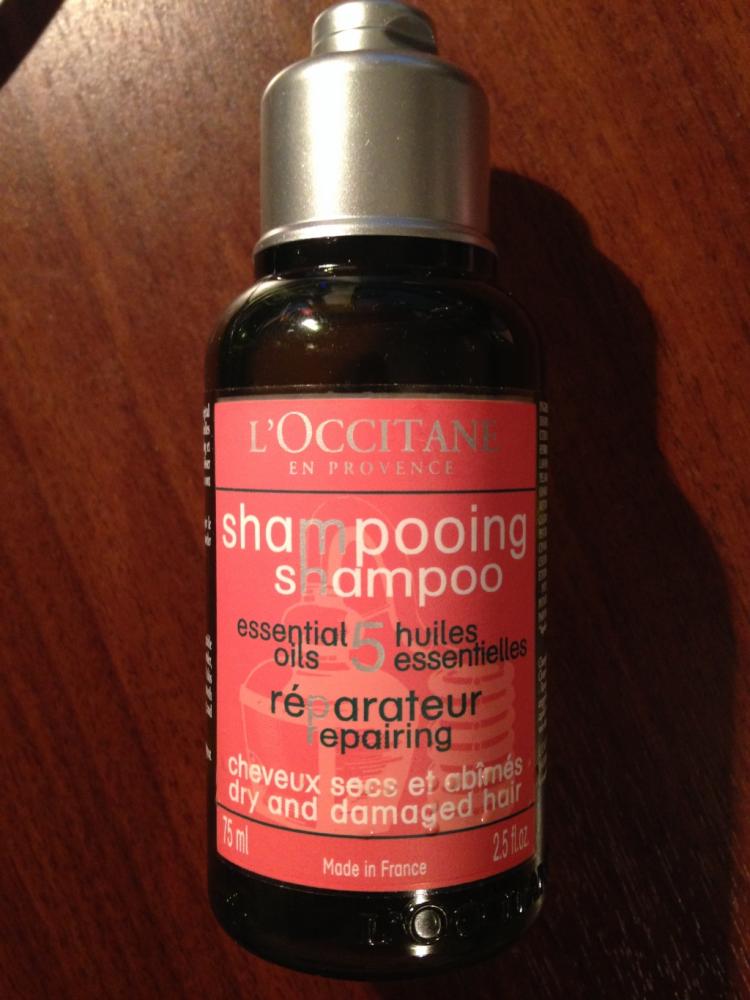 L'OCCITANE
EN PROVENCE
shampooing
shampoo
essential 5 huiles
oils essentielles
réparateur
repairing
cheveux secs et abîmés
dry and damaged hair
75 ml 2.5 fl.oz.
Made in France
L'OCCITANE